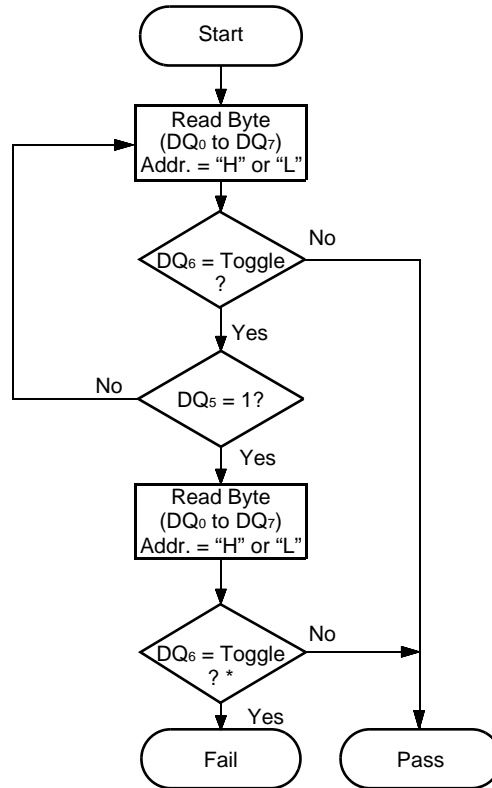 Start
Read Byte
(DQ0 to DQ7)
Addr. = “H” or “L”
DQ6 = Toggle
?
No
Yes
DQ5 = 1?
No
Yes
Read Byte
(DQ0 to DQ7)
Addr. = “H” or “L”
DQ6 = Toggle
? *
No
Yes
Fail
Pass